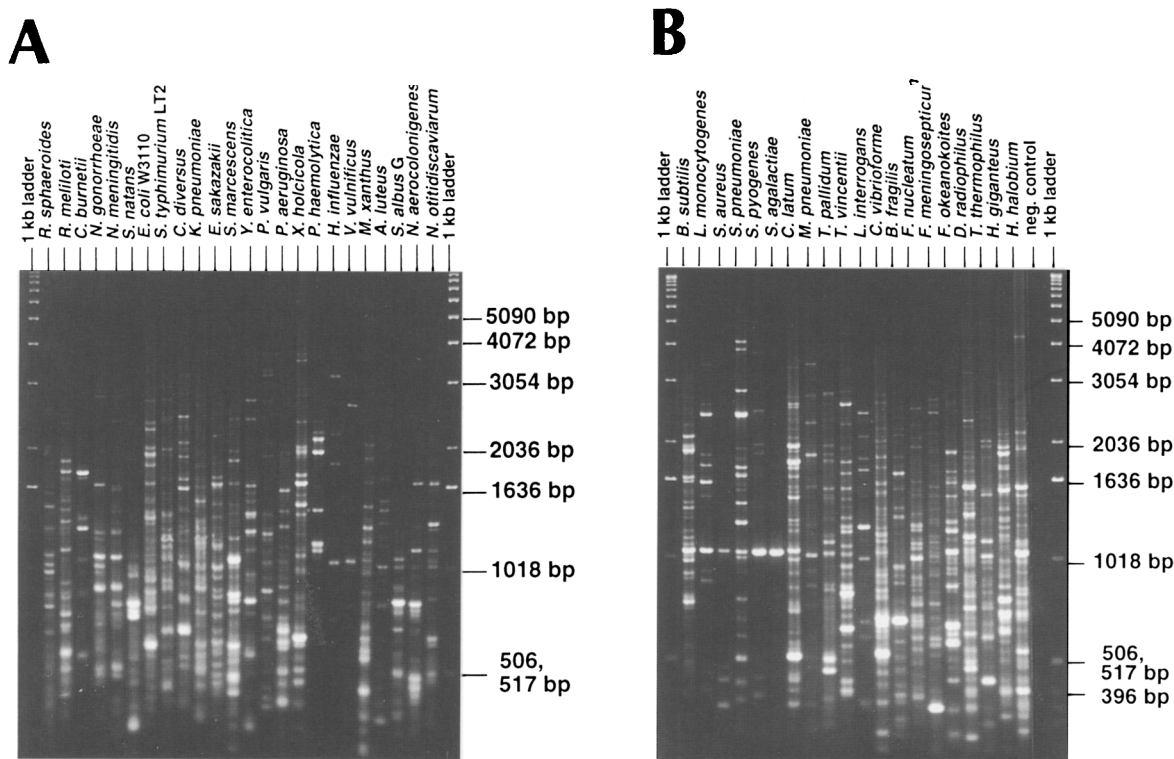 A
1 kb ladder
R. sphaeroides
R. meliloti
C. burnetii
N. gonorrhoeae
N. meningitidis
S. natans
E. coli W3110
S. typhimurium LT2
C. diversus
K. pneumoniae
E. sakazakii
S. marcescens
Y. enterocolitica
P. vulgaris
P. aeruginosa
X. holcicola
P. haemolytica
H. influenzae
V. vulnificus
M. xanthus
A. luteus
S. albus G
N. aerocolonigenes
N. otitidiscaviarum
1 kb ladder
5090 bp
4072 bp
3054 bp
2036 bp
1636 bp
1018 bp
506,
517 bp
B
1 kb ladder
B. subtilis
L. monocytogenes
S. aureus
S. pneumoniae
S. pyogenes
S. agalactiae
C. latum
M. pneumoniae
T. pallidum
T. vincentii
L. interrogans
C. vibrioforme
B. fragilis
F. nucleatum
F. meningosepticum
F. okeanokoites
D. radiophilus
T. thermophilus
H. giganteus
H. halobium
neg. control
1 kb ladder
5090 bp
4072 bp
3054 bp
2036 bp
1636 bp
1018 bp
506,
517 bp
396 bp